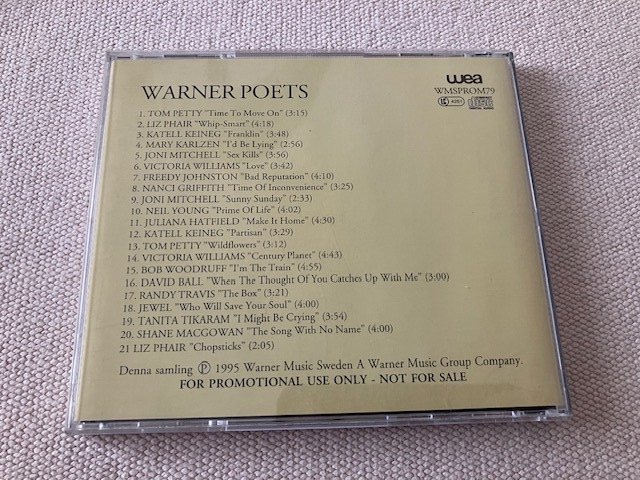 wea
WARNER POETS
WMSPROM79
LC 4281
1. TOM PETTY "Time To Move On" (3:15)
2. LIZ PHAIR "Whip-Smart" (4:18)
3. KATELL KEINEG "Franklin" (3:48)
4. MARY KARLZEN "I'd Be Lying" (2:56)
5. JONI MITCHELL "Sex Kills" (3:56)
6. VICTORIA WILLIAMS "Love" (3:42)
7. FREEDY JOHNSTON "Bad Reputation" (4:10)
8. NANCI GRIFFITH "Time Of Inconvenience" (3:25)
9. JONI MITCHELL "Sunny Sunday" (2:33)
10. NEIL YOUNG "Prime Of Life" (4:02)
11. JULIANA HATFIELD "Make It Home" (4:30)
12. KATELL KEINEG "Partisan" (3:29)
13. TOM PETTY "Wildflowers" (3:12)
14. VICTORIA WILLIAMS "Century Planet" (4:43)
15. BOB WOODRUFF "I'm The Train" (4:55)
16. DAVID BALL "When The Thought Of You Catches Up With Me" (3:00)
17. RANDY TRAVIS "The Box" (3:21)
18. JEWEL "Who Will Save Your Soul" (4:00)
19. TANITA TIKARAM "I Might Be Crying" (3:54)
20. SHANE MACGOWAN "The Song With No Name" (4:00)
21 LIZ PHAIR "Chopsticks" (2:05)
Denna samling Ⓟ 1995 Warner Music Sweden A Warner Music Group Company.
FOR PROMOTIONAL USE ONLY - NOT FOR SALE